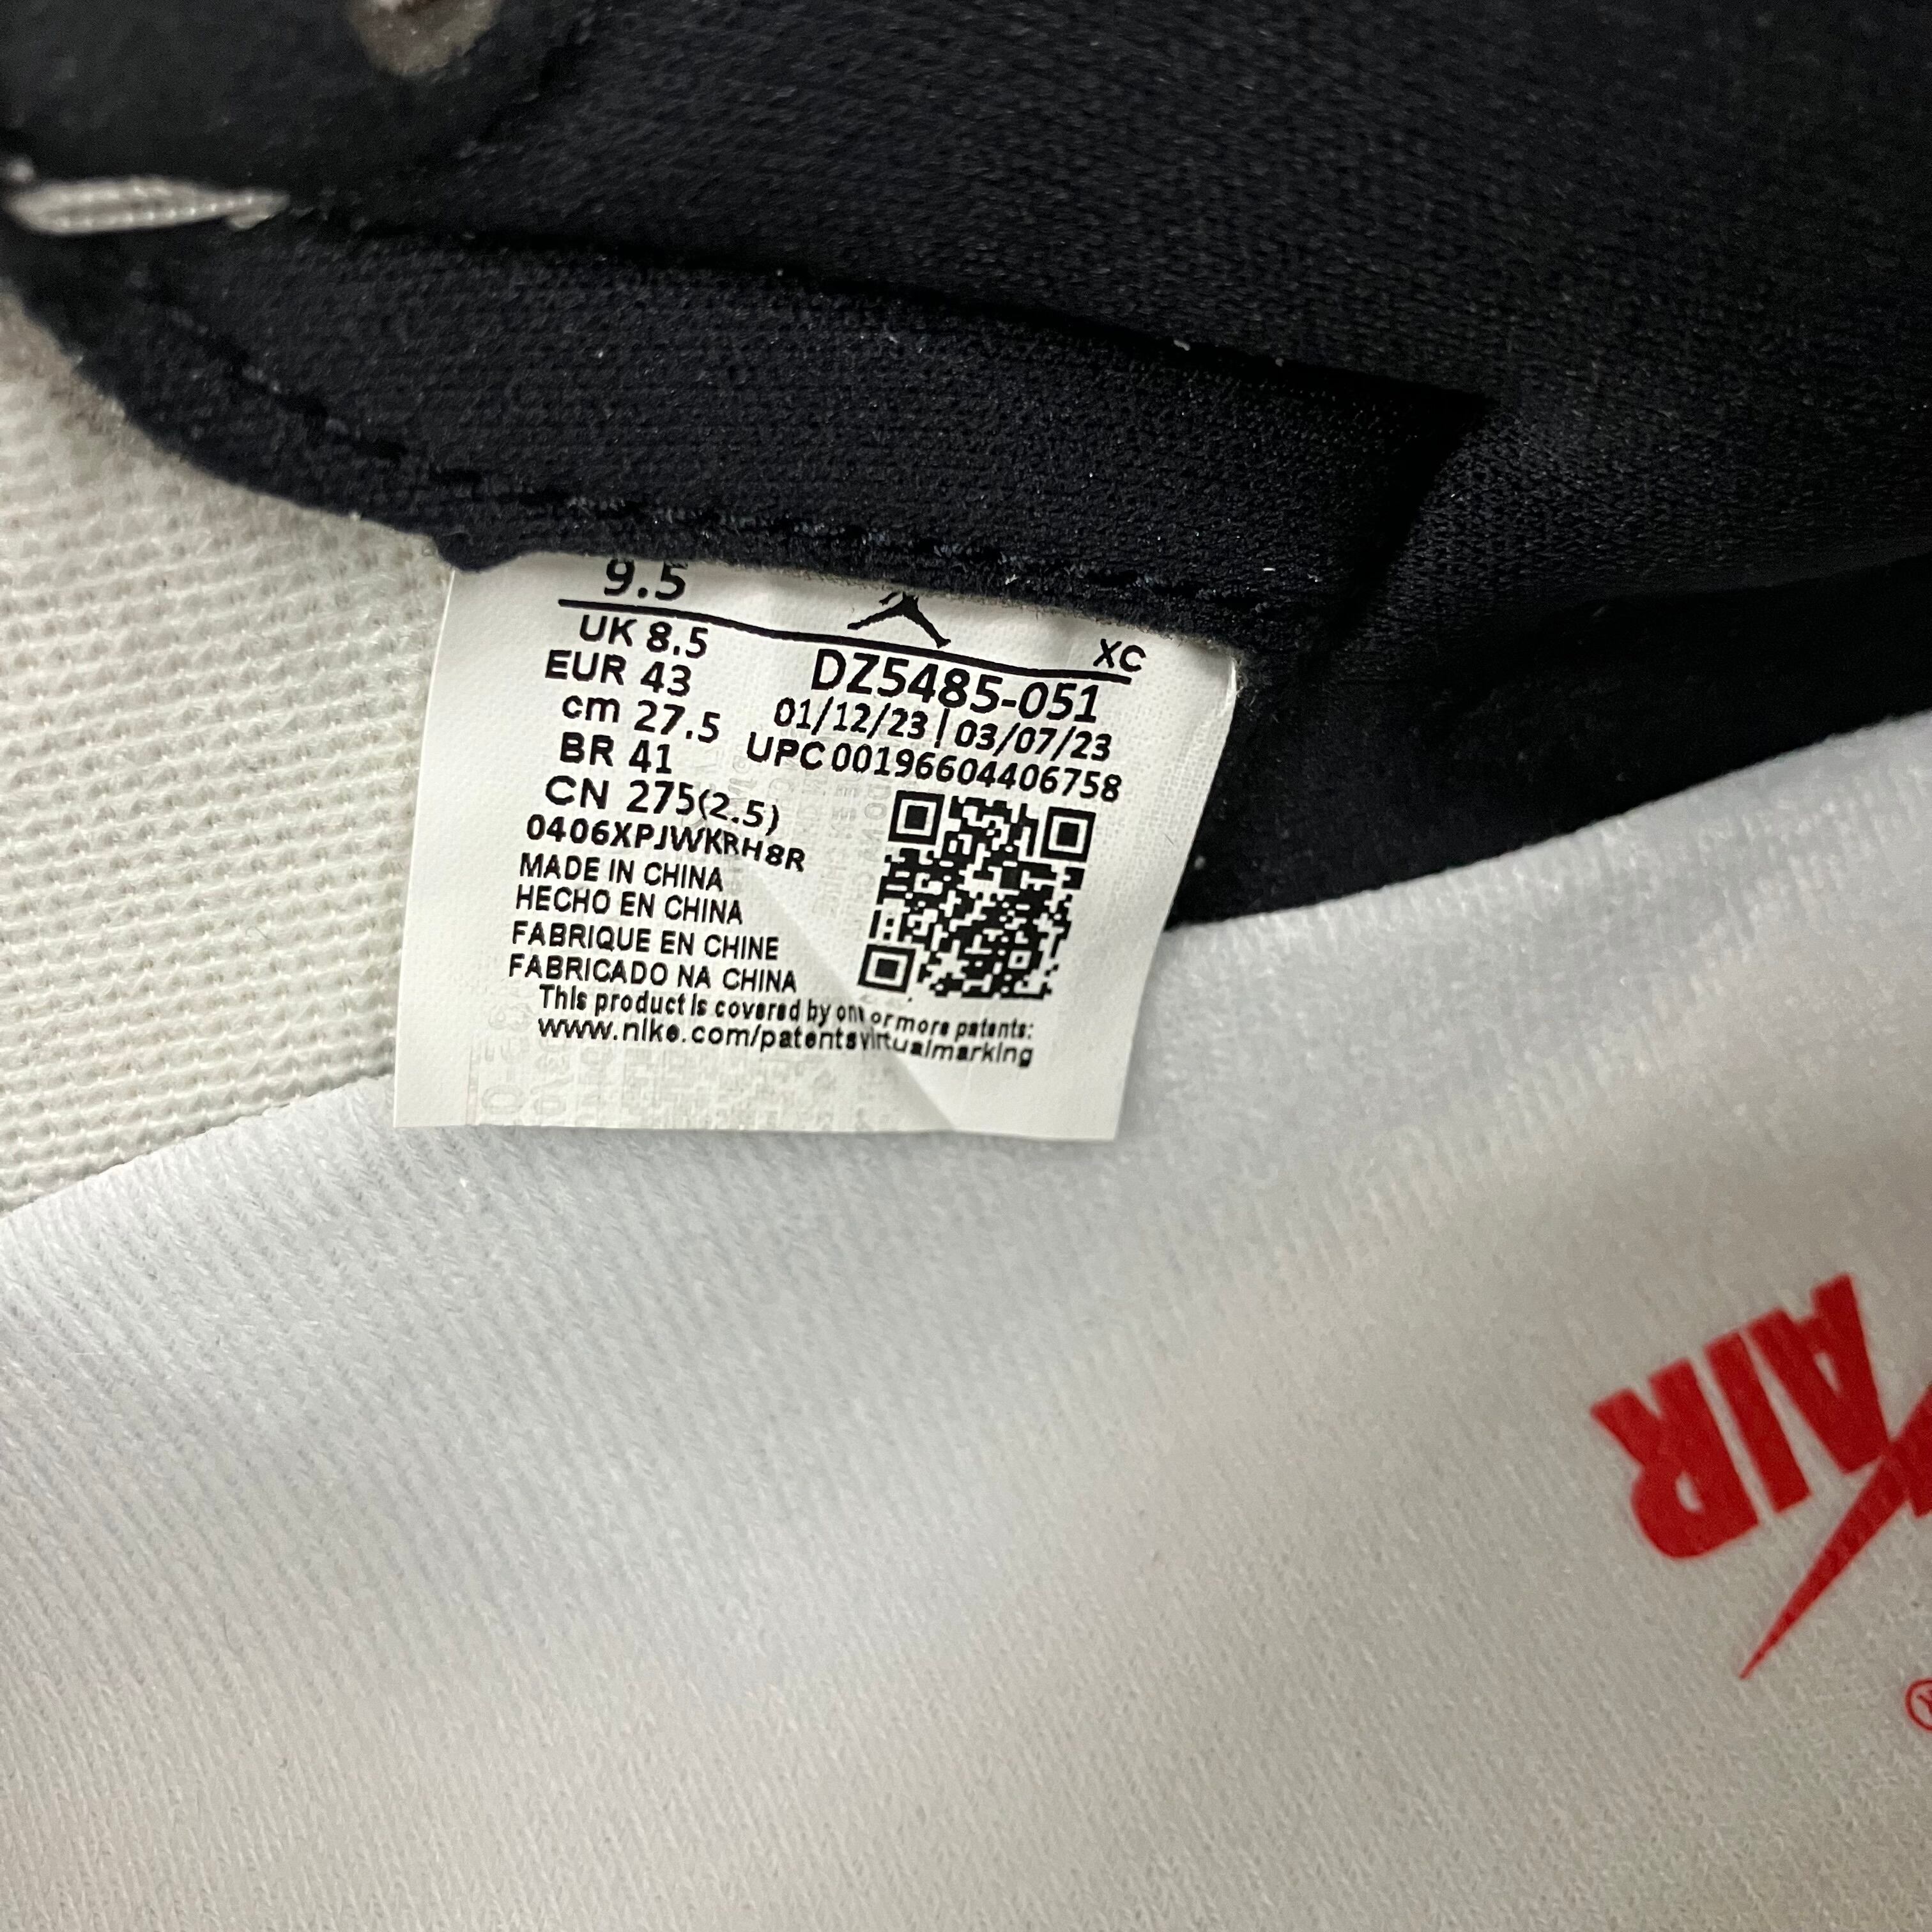 9.5
XC
UK 8.5
EUR 43
cm 27.5
BR 41
CN 275(2.5)
DZ5485-051
01/12/23 | 03/07/23
UPC 00196604406758
0406XPJWKRH8R
MADE IN CHINA
HECHO EN CHINA
FABRIQUE EN CHINE
FABRICADO NA CHINA
This product is covered by one or more patents:
www.nike.com/patentsvirtualmarking
AIR
®